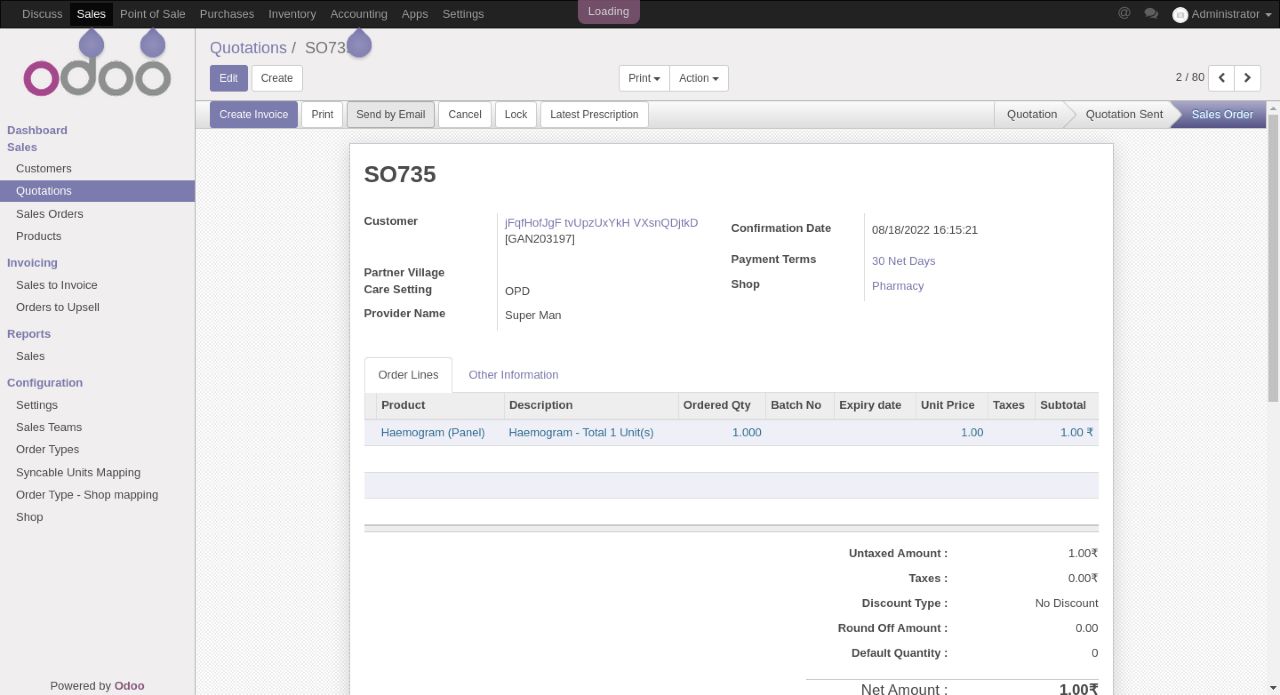 Discuss Sales Point of Sale Purchases Inventory Accounting Apps Settings Loading @ Administrator
odoo
Quotations / SO735
Edit Create Print Action 2 / 80
Create Invoice Print Send by Email Cancel Lock Latest Prescription Quotation Quotation Sent Sales Order
Dashboard
Sales
Customers
Quotations
Sales Orders
Products
Invoicing
Sales to Invoice
Orders to Upsell
Reports
Sales
Configuration
Settings
Sales Teams
Order Types
Syncable Units Mapping
Order Type - Shop mapping
Shop
Powered by Odoo
SO735
Customer jFqfHofJgF tvUpzUxYkH VXsnQDjtkD
[GAN203197]
Partner Village
Care Setting OPD
Provider Name Super Man
Confirmation Date 08/18/2022 16:15:21
Payment Terms 30 Net Days
Shop Pharmacy
Order Lines Other Information
Product Description Ordered Qty Batch No Expiry date Unit Price Taxes Subtotal
Haemogram (Panel) Haemogram - Total 1 Unit(s) 1.000 1.00 1.00 ₹
Untaxed Amount : 1.00₹
Taxes : 0.00₹
Discount Type : No Discount
Round Off Amount : 0.00
Default Quantity : 0
Net Amount : 1.00₹